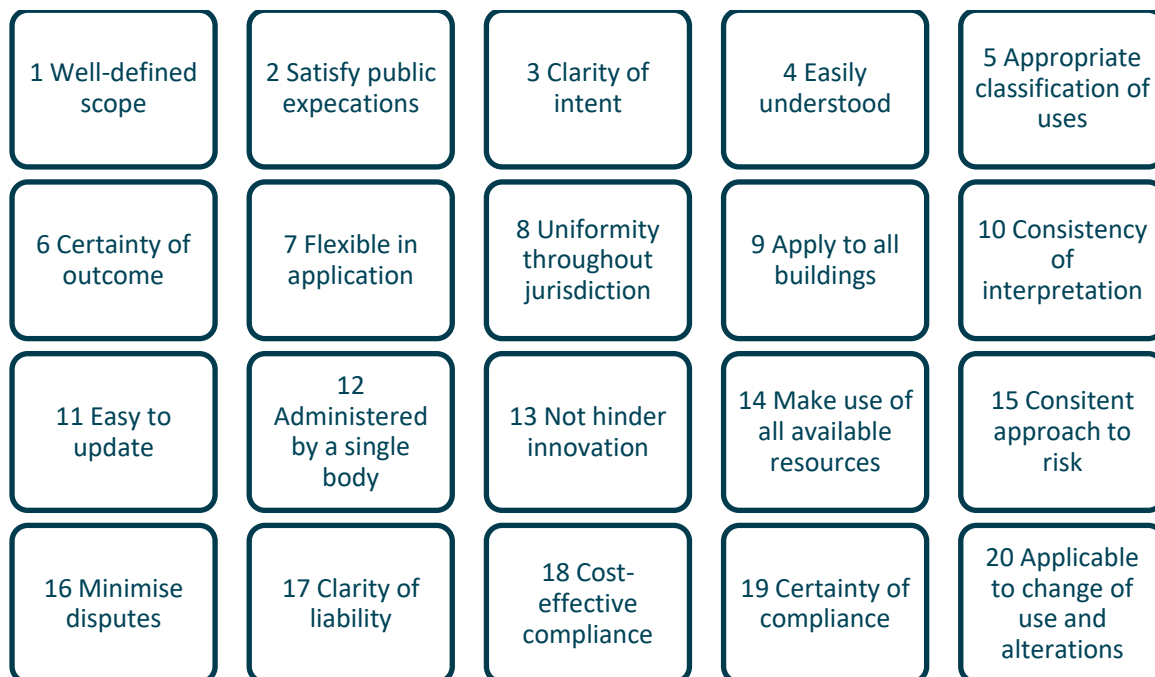 1 Well-defined
scope
2 Satisfy public
expecations
3 Clarity of
intent
4 Easily
understood
5 Appropriate
classification of
uses
6 Certainty of
outcome
7 Flexible in
application
8 Uniformity
throughout
jurisdiction
9 Apply to all
buildings
10 Consistency
of
interpretation
11 Easy to
update
12
Administered
by a single
body
13 Not hinder
innovation
14 Make use of
all available
resources
15 Consitent
approach to
risk
16 Minimise
disputes
17 Clarity of
liability
18 Cost-
effective
compliance
19 Certainty of
compliance
20 Applicable
to change of
use and
alterations